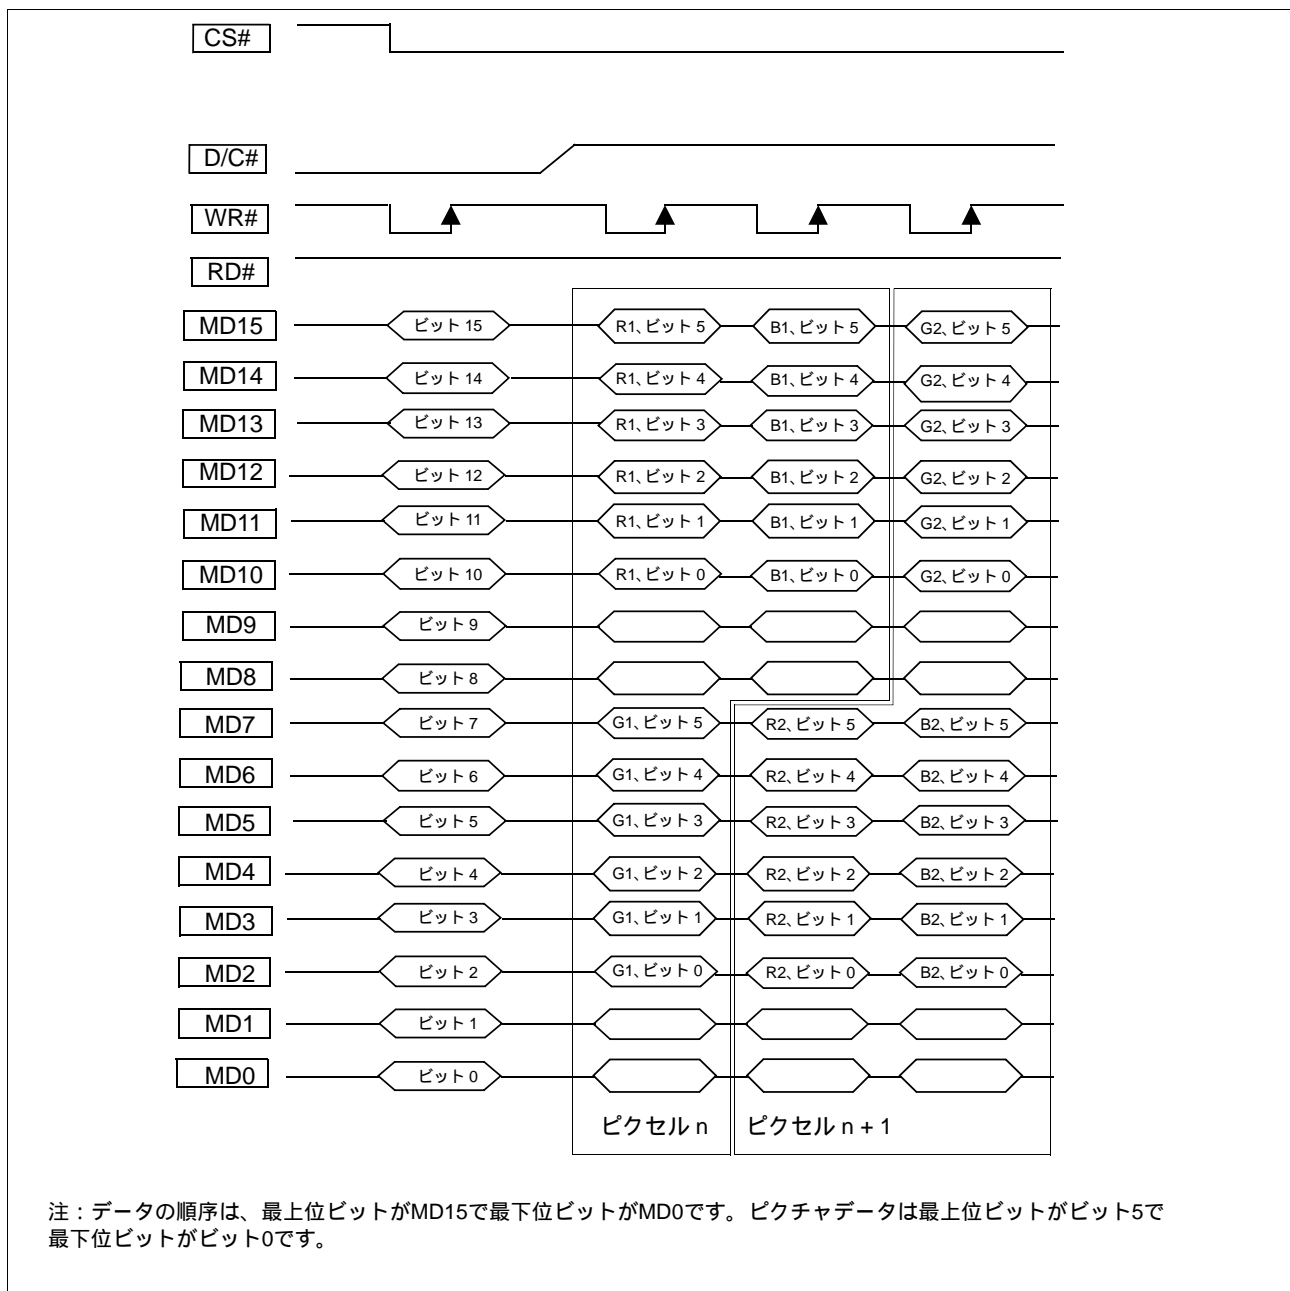 CS#
D/C#
WR#
RD#
MD15 ビット 15 R1、ビット 5 B1、ビット 5 G2、ビット 5
MD14 ビット 14 R1、ビット 4 B1、ビット 4 G2、ビット 4
MD13 ビット 13 R1、ビット 3 B1、ビット 3 G2、ビット 3
MD12 ビット 12 R1、ビット 2 B1、ビット 2 G2、ビット 2
MD11 ビット 11 R1、ビット 1 B1、ビット 1 G2、ビット 1
MD10 ビット 10 R1、ビット 0 B1、ビット 0 G2、ビット 0
MD9 ビット 9
MD8 ビット 8
MD7 ビット 7 G1、ビット 5 R2、ビット 5 B2、ビット 5
MD6 ビット 6 G1、ビット 4 R2、ビット 4 B2、ビット 4
MD5 ビット 5 G1、ビット 3 R2、ビット 3 B2、ビット 3
MD4 ビット 4 G1、ビット 2 R2、ビット 2 B2、ビット 2
MD3 ビット 3 G1、ビット 1 R2、ビット 1 B2、ビット 1
MD2 ビット 2 G1、ビット 0 R2、ビット 0 B2、ビット 0
MD1 ビット 1
MD0 ビット 0
ピクセル n ピクセル n + 1
注：データの順序は、最上位ビットがMD15で最下位ビットがMD0です。ピクチャデータは最上位ビットがビット5で
最下位ビットがビット0です。